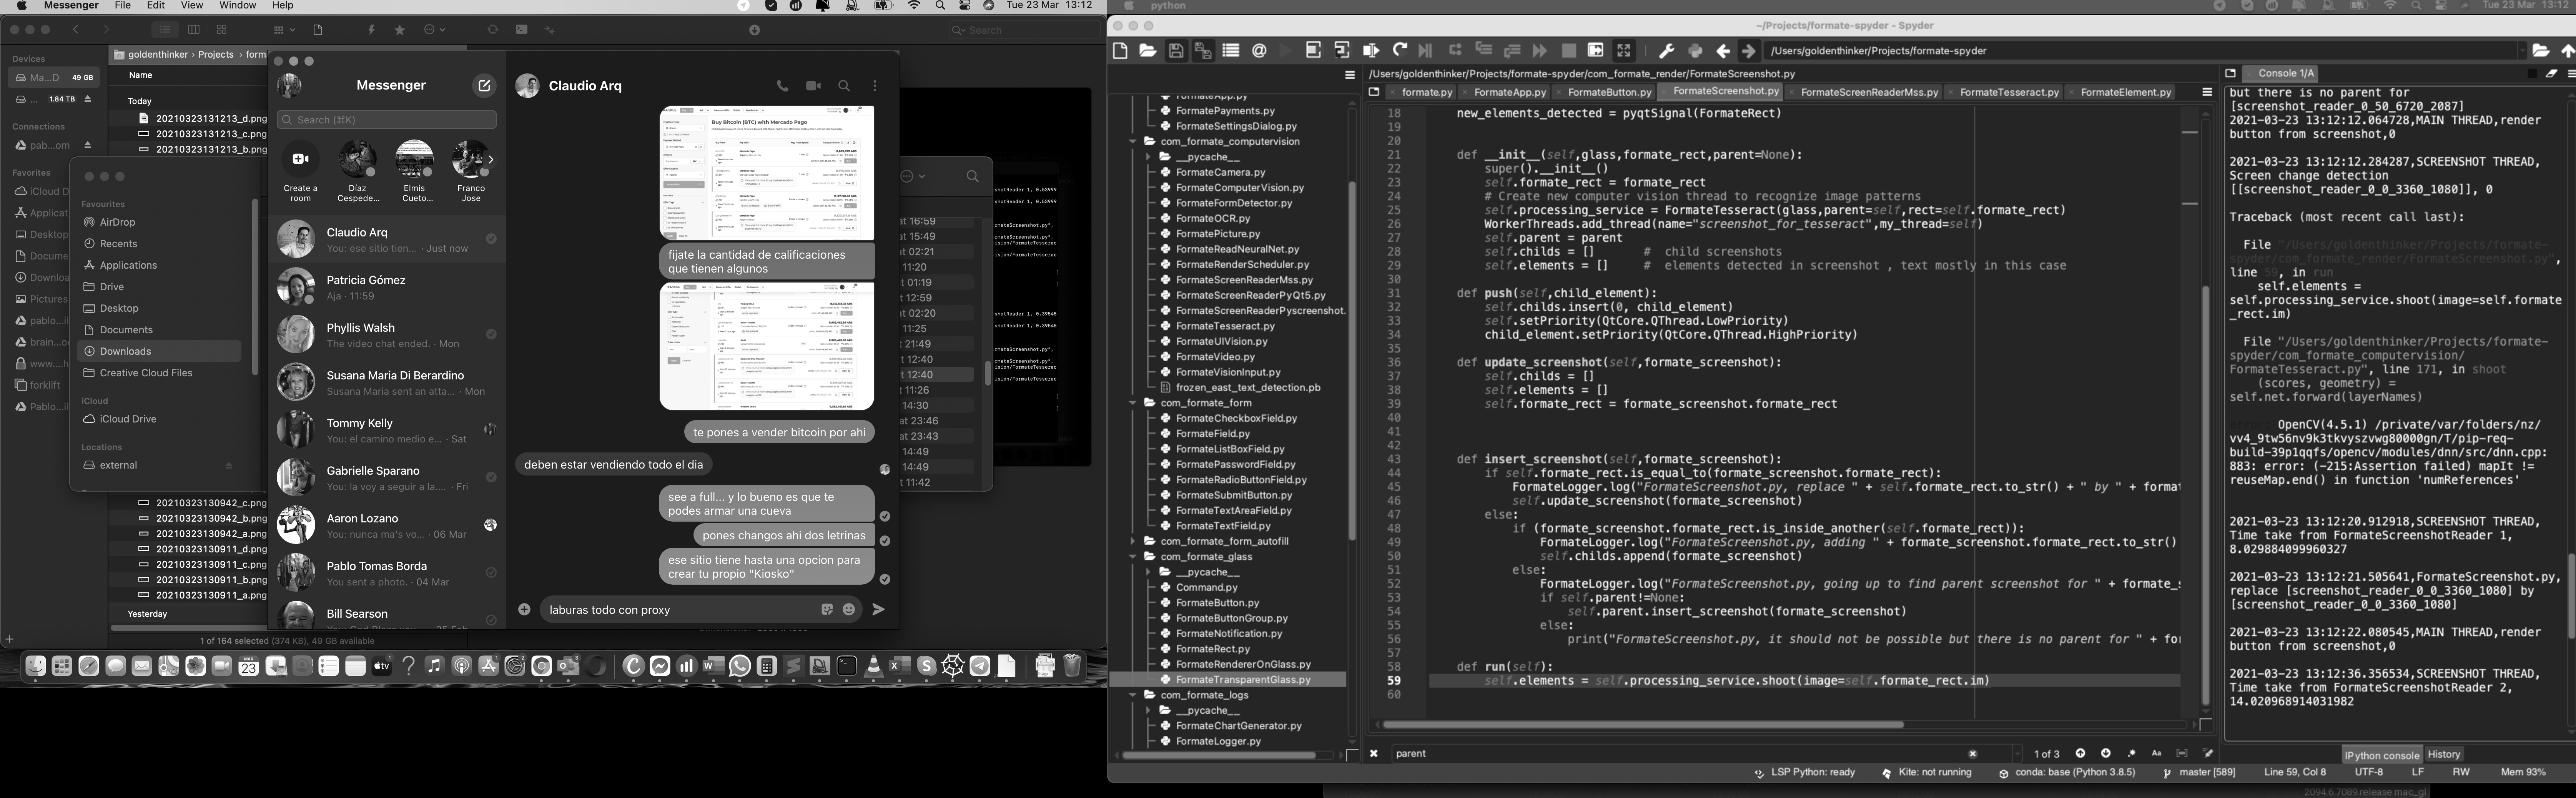 Messenger File Edit View Window Help
Tue 23 Mar 13:12
Search
Devices
Ma...D 49 GB
... 1.84 TB
Connections
pab...om
Favorites
iCloud D
Applicat
Desktop
Docume
Downloa
Pictures
pablo...il
brain...o
www....h
forklift
Pablo...il
goldenthinker › Projects › form
Name
Today
20210323131213_d.png
20210323131213_c.png
20210323131213_b.png
20210323130942_c.png
20210323130942_b.png
20210323130942_a.png
20210323130911_d.png
20210323130911_c.png
20210323130911_b.png
20210323130911_a.png
Yesterday
1 of 164 selected (374 KB), 49 GB available
Favourites
AirDrop
Recents
Applications
Drive
Desktop
Documents
Downloads
Creative Cloud Files
iCloud
iCloud Drive
Locations
external
Messenger
Search (⌘K)
Create a room
Díaz Cespede...
Elmis Cueto...
Franco Jose
Claudio Arq
You: ese sitio tien... · Just now
Patricia Gómez
Aja · 11:59
Phyllis Walsh
The video chat ended. · Mon
Susana Maria Di Berardino
Susana Maria sent an atta... · Mon
Tommy Kelly
You: el camino medio e... · Sat
Gabrielle Sparano
You: la voy a seguir a la.... · Fri
Aaron Lozano
You: nunca ma's vo... · 06 Mar
Pablo Tomas Borda
You sent a photo. · 04 Mar
Bill Searson
Claudio Arq
Buy Bitcoin (BTC) with Mercado Pago
fijate la cantidad de calificaciones
que tienen algunos
te pones a vender bitcoin por ahi
deben estar vendiendo todo el dia
see a full... y lo bueno es que te
podes armar una cueva
pones changos ahi dos letrinas
ese sitio tiene hasta una opcion para
crear tu propio "Kiosko"
laburas todo con proxy
at 16:59
at 15:49
at 02:21
11:20
at 01:19
12:59
at 02:20
11:25
at 21:49
12:40
at 12:40
11:26
14:30
at 23:46
at 23:43
14:49
14:49
11:42
python
Tue 23 Mar 13:12
~/Projects/formate-spyder - Spyder
/Users/goldenthinker/Projects/formate-spyder
FormateApp.py
FormatePayments.py
FormateSettingsDialog.py
com_formate_computervision
__pycache__
FormateCamera.py
FormateComputerVision.py
FormateFormDetector.py
FormateOCR.py
FormatePicture.py
FormateReadNeuralNet.py
FormateRenderScheduler.py
FormateScreenReaderMss.py
FormateScreenReaderPyQt5.py
FormateScreenReaderPyscreenshot.
FormateTesseract.py
FormateUIVision.py
FormateVideo.py
FormateVisionInput.py
frozen_east_text_detection.pb
com_formate_form
FormateCheckboxField.py
FormateField.py
FormateListBoxField.py
FormatePasswordField.py
FormateRadioButtonField.py
FormateSubmitButton.py
FormateTextAreaField.py
FormateTextField.py
com_formate_form_autofill
com_formate_glass
__pycache__
Command.py
FormateButton.py
FormateButtonGroup.py
FormateNotification.py
FormateRect.py
FormateRendererOnGlass.py
FormateTransparentGlass.py
com_formate_logs
__pycache__
FormateChartGenerator.py
FormateLogger.py
/Users/goldenthinker/Projects/formate-spyder/com_formate_render/FormateScreenshot.py
formate.py FormateApp.py FormateButton.py FormateScreenshot.py FormateScreenReaderMss.py FormateTesseract.py FormateElement.py
18 new_elements_detected = pyqtSignal(FormateRect)
19
20
21 def __init__(self,glass,formate_rect,parent=None):
22 super().__init__()
23 self.formate_rect = formate_rect
24 # Create new computer vision thread to recognize image patterns
25 self.processing_service = FormateTesseract(glass,parent=self,rect=self.formate_rect)
26 WorkerThreads.add_thread(name="screenshot_for_tesseract",my_thread=self)
27 self.parent = parent
28 self.childs = [] # child screenshots
29 self.elements = [] # elements detected in screenshot , text mostly in this case
30
31 def push(self,child_element):
32 self.childs.insert(0, child_element)
33 self.setPriority(QtCore.QThread.LowPriority)
34 child_element.setPriority(QtCore.QThread.HighPriority)
35
36 def update_screenshot(self,formate_screenshot):
37 self.childs = []
38 self.elements = []
39 self.formate_rect = formate_screenshot.formate_rect
40
41
42
43 def insert_screenshot(self,formate_screenshot):
44 if self.formate_rect.is_equal_to(formate_screenshot.formate_rect):
45 FormateLogger.log("FormateScreenshot.py, replace " + self.formate_rect.to_str() + " by " + format
46 self.update_screenshot(formate_screenshot)
47 else:
48 if (formate_screenshot.formate_rect.is_inside_another(self.formate_rect)):
49 FormateLogger.log("FormateScreenshot.py, adding " + formate_screenshot.formate_rect.to_str()
50 self.childs.append(formate_screenshot)
51 else:
52 FormateLogger.log("FormateScreenshot.py, going up to find parent screenshot for " + formate_s
53 if self.parent!=None:
54 self.parent.insert_screenshot(formate_screenshot)
55 else:
56 print("FormateScreenshot.py, it should not be possible but there is no parent for " + for
57
58 def run(self):
59 self.elements = self.processing_service.shoot(image=self.formate_rect.im)
60
parent
1 of 3
Console 1/A
but there is no parent for
[screenshot_reader_0_50_6720_2087]
2021-03-23 13:12:12.064728,MAIN THREAD,render
button from screenshot,0
2021-03-23 13:12:12.284287,SCREENSHOT THREAD,
Screen change detection
[[screenshot_reader_0_0_3360_1080]], 0
Traceback (most recent call last):
File "/Users/goldenthinker/Projects/formate-
spyder/com_formate_render/FormateScreenshot.py",
line 59, in run
self.elements =
self.processing_service.shoot(image=self.formate
_rect.im)
File "/Users/goldenthinker/Projects/formate-
spyder/com_formate_computervision/
FormateTesseract.py", line 171, in shoot
(scores, geometry) =
self.net.forward(layerNames)
error: OpenCV(4.5.1) /private/var/folders/nz/
vv4_9tw56nv9k3tkvyszvwg80000gn/T/pip-req-
build-39p1qqfs/opencv/modules/dnn/src/dnn.cpp:
883: error: (-215:Assertion failed) mapIt !=
reuseMap.end() in function 'numReferences'
2021-03-23 13:12:20.912918,SCREENSHOT THREAD,
Time take from FormateScreenshotReader 1,
8.029884099960327
2021-03-23 13:12:21.505641,FormateScreenshot.py,
replace [screenshot_reader_0_0_3360_1080] by
[screenshot_reader_0_0_3360_1080]
2021-03-23 13:12:22.080545,MAIN THREAD,render
button from screenshot,0
2021-03-23 13:12:36.356534,SCREENSHOT THREAD,
Time take from FormateScreenshotReader 2,
14.020968914031982
IPython console History
LSP Python: ready Kite: not running conda: base (Python 3.8.5) master [589] Line 59, Col 8 UTF-8 LF RW Mem 93%
2094.6.7089.release mac_gl